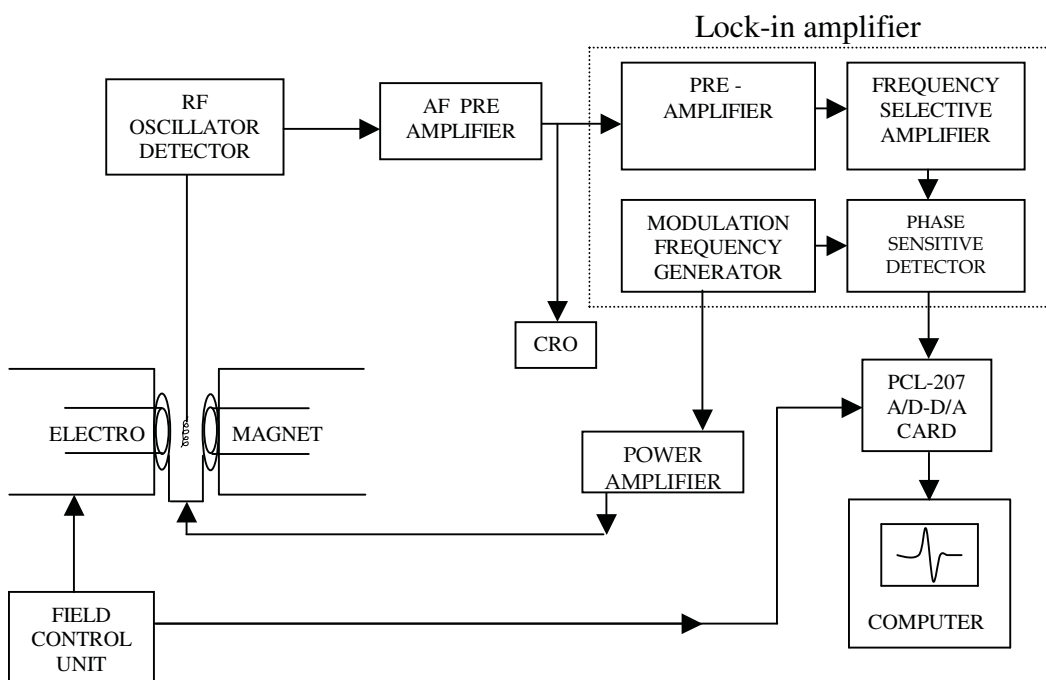 Lock-in amplifier
RF
OSCILLATOR
DETECTOR
AF PRE
AMPLIFIER
PRE -
AMPLIFIER
FREQUENCY
SELECTIVE
AMPLIFIER
MODULATION
FREQUENCY
GENERATOR
PHASE
SENSITIVE
DETECTOR
CRO
PCL-207
A/D-D/A
CARD
ELECTRO
MAGNET
POWER
AMPLIFIER
COMPUTER
FIELD
CONTROL
UNIT